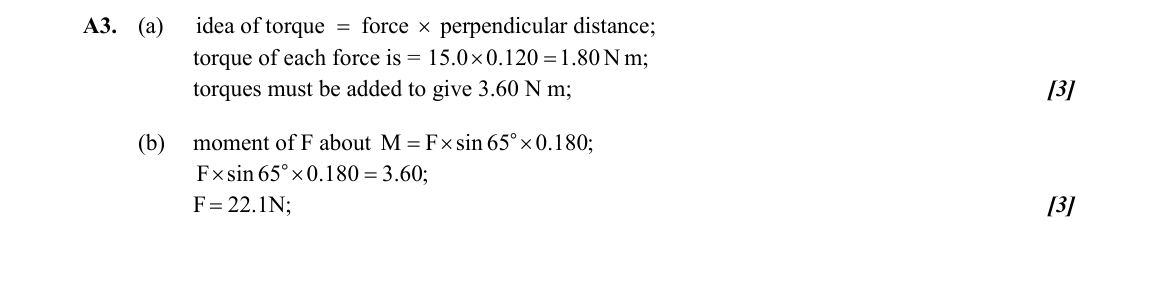 A3. (a) idea of torque = force × perpendicular distance;
torque of each force is = 15.0×0.120 = 1.80 N m;
torques must be added to give 3.60 N m; [3]
(b) moment of F about M = F× sin 65° × 0.180;
F× sin 65° × 0.180 = 3.60;
F = 22.1N; [3]